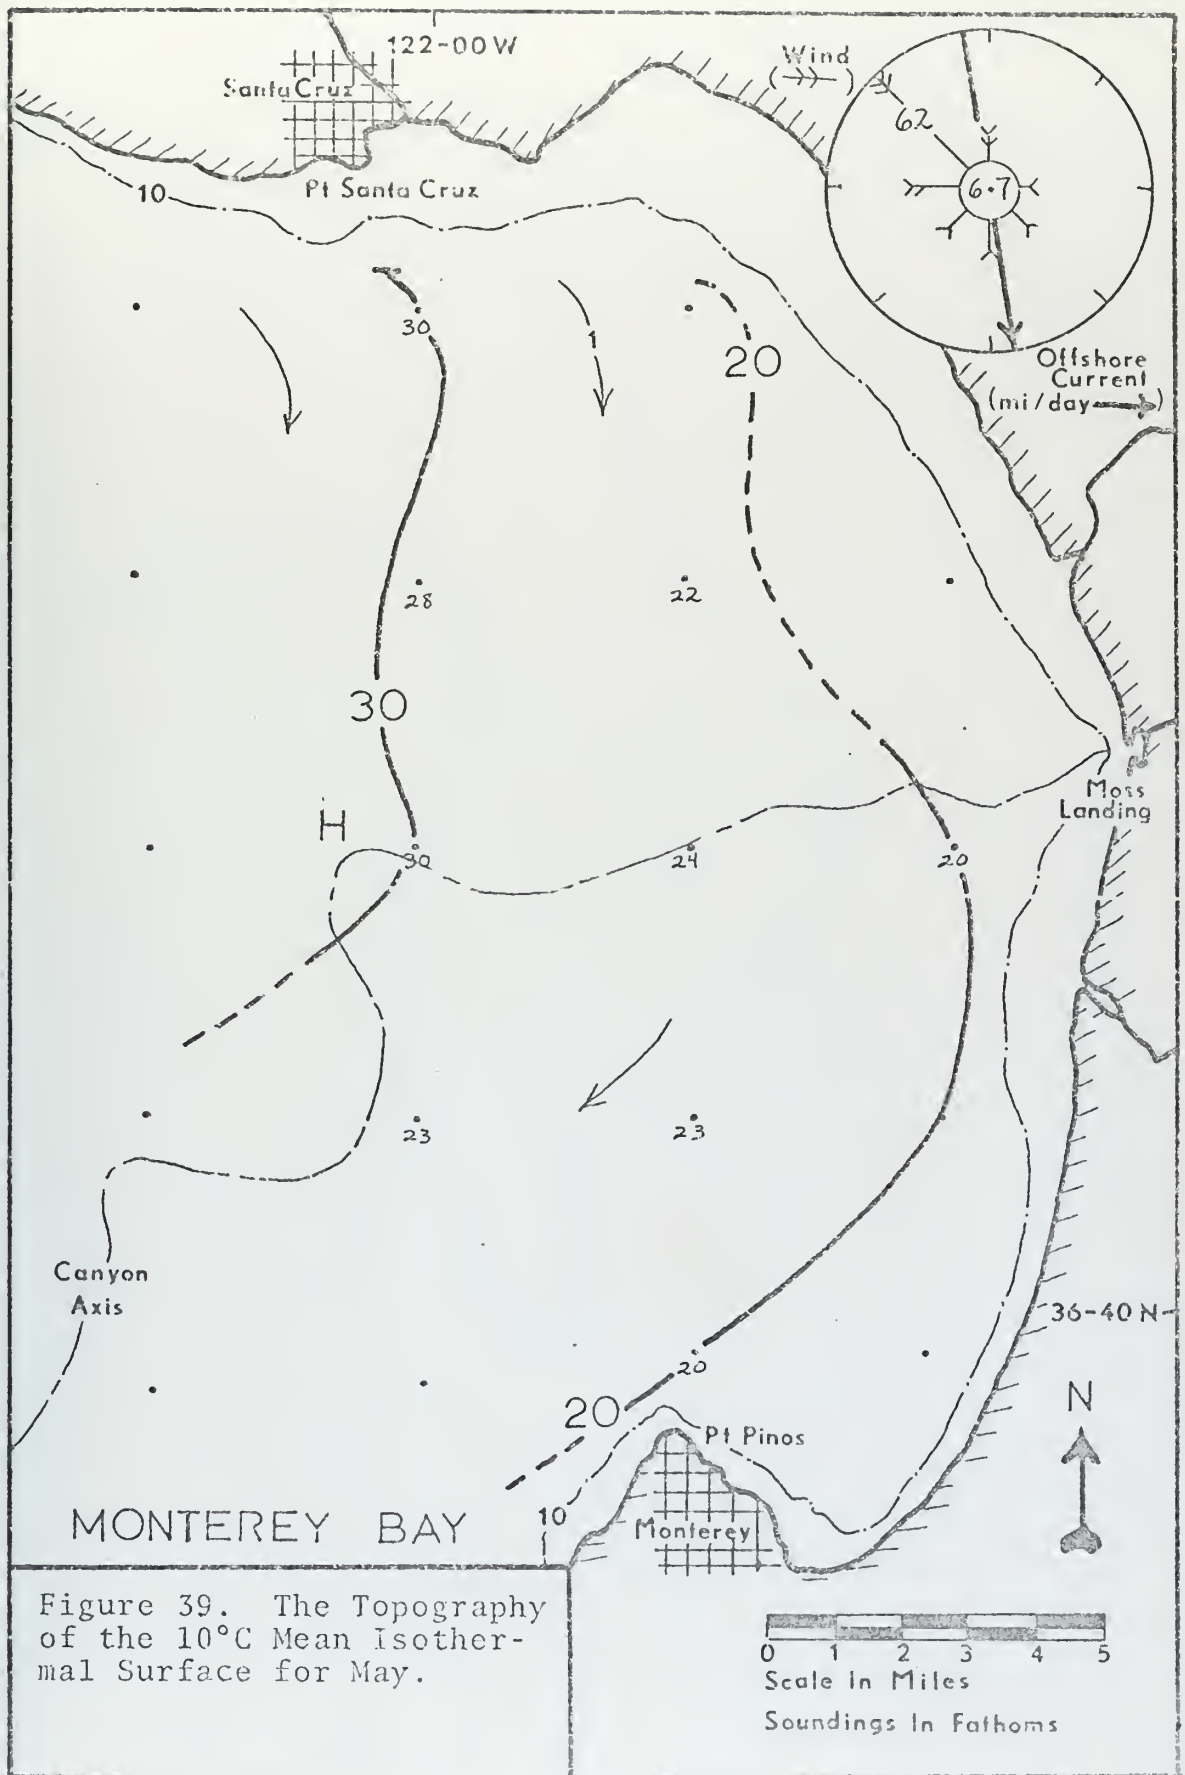 122-00W
Wind
Santa Cruz
62
10
Pt Santa Cruz
6.7
30
1
20
Offshore
Current
(mi/day
)
28
22
30
Moss
Landing
H
30
24
20
23
23
Canyon
Axis
36-40 N
20
N
20
Pt Pinos
10
MONTEREY BAY
Monterey
Figure 39. The Topography
of the 10°C Mean Isother-
mal Surface for May.
0 1 2 3 4 5
Scale In Miles
Soundings In Fathoms